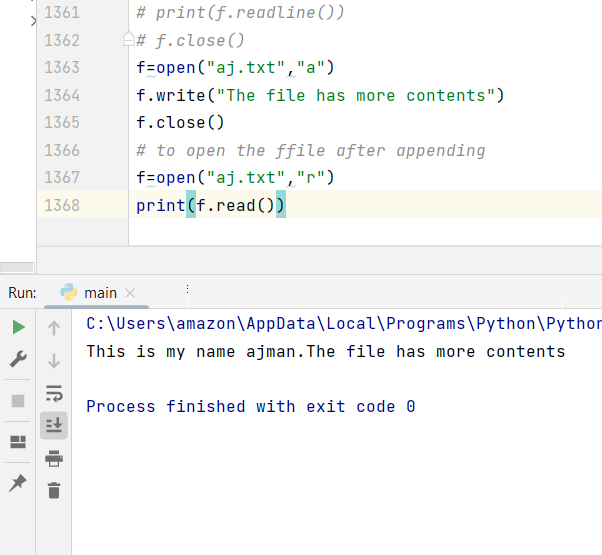 1361 # print(f.readline())
1362 # f.close()
1363 f=open("aj.txt","a")
1364 f.write("The file has more contents")
1365 f.close()
1366 # to open the ffile after appending
1367 f=open("aj.txt","r")
1368 print(f.read())
Run: main
C:\Users\amazon\AppData\Local\Programs\Python\Python
This is my name ajman.The file has more contents
Process finished with exit code 0